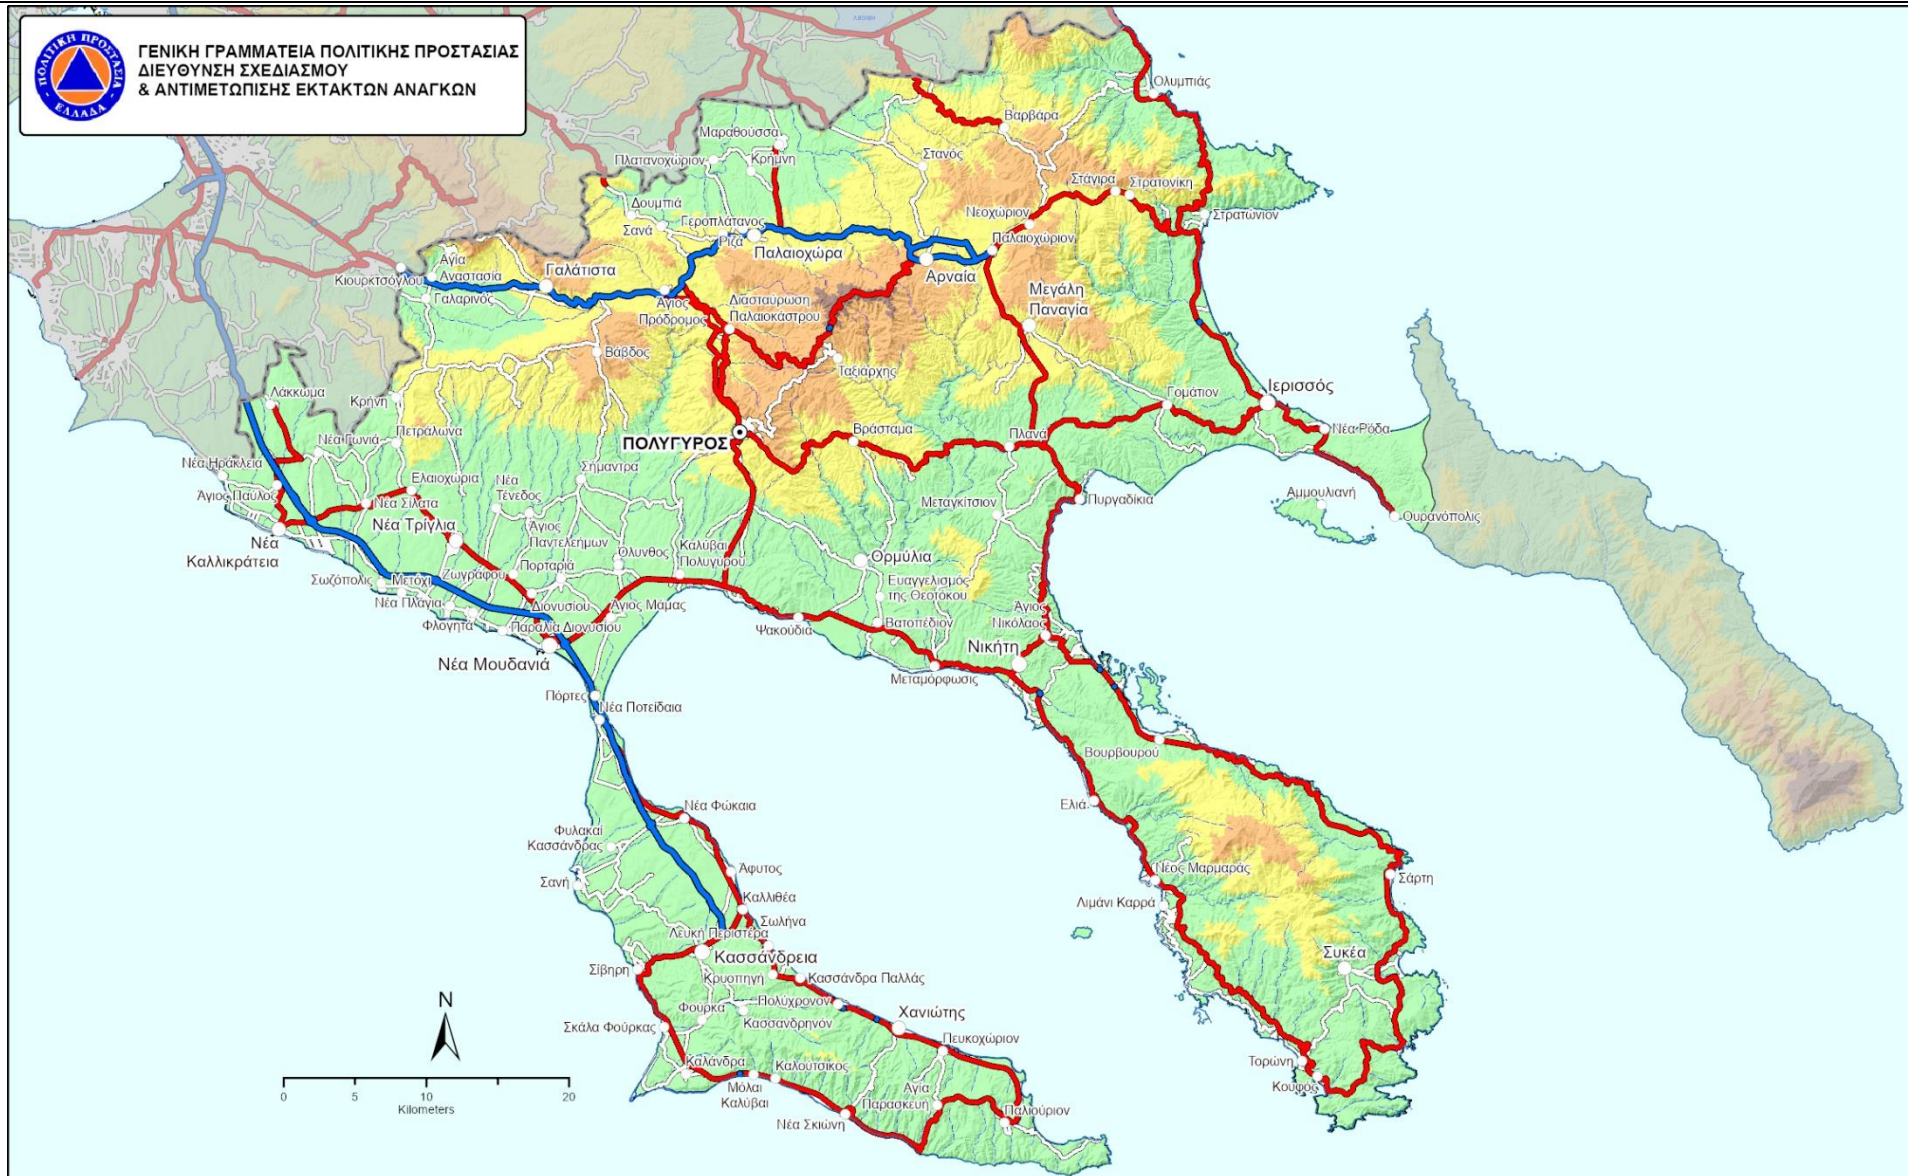 ΠΟΛΙΤΙΚΗ ΠΡΟΣΤΑΣΙΑ
ΕΛΛΑΔΑ
ΓΕΝΙΚΗ ΓΡΑΜΜΑΤΕΙΑ ΠΟΛΙΤΙΚΗΣ ΠΡΟΣΤΑΣΙΑΣ
ΔΙΕΥΘΥΝΣΗ ΣΧΕΔΙΑΣΜΟΥ
& ΑΝΤΙΜΕΤΩΠΙΣΗΣ ΕΚΤΑΚΤΩΝ ΑΝΑΓΚΩΝ
Ολυμπιάς
Βαρβάρα
Μαραθούσσα
Πλατανοχώριον
Κρήμνη
Στανός
Στάγιρα
Στρατονίκη
Δουμπιά
Γεροπλάτανος
Νεοχώριον
Στρατώνιον
Σανά
Ριζά
Παλαιοχώρα
Παλαιοχώριον
Αγία
Αναστασία
Κιουρκτσόγλου
Γαλάτιστα
Αρναία
Γαλαρινός
Άγιος
Πρόδρομος
Διασταύρωση
Παλαιοκάστρου
Μεγάλη
Παναγία
Βάβδος
Ταξιάρχης
Λάκκωμα
Κρήνη
Γομάτιον
Ιερισσός
Νέα Γωνιά
Πετράλωνα
ΠΟΛΥΓΥΡΟΣ
Βράσταμα
Πλανά
Νέα Ρόδα
Νέα Ηράκλεια
Σήμαντρα
Άγιος Παύλος
Ελαιοχώρια
Νέα
Τένεδος
Νέα Σίλατα
Μεταγκίτσιον
Πυργαδίκια
Αμμουλιανή
Ουρανόπολις
Νέα Τρίγλια
Άγιος
Παντελεήμων
Νέα
Καλλικράτεια
Όλυνθος
Καλύβαι
Πολυγύρου
Ορμύλια
Σωζόπολις
Μετόχι
Ζωγράφου
Πορταριά
Ευαγγελισμός
της Θεοτόκου
Νέα Πλάγια
Διονυσίου
Άγιος Μάμας
Άγιος
Νικόλαος
Φλογητά
Παραλία Διονυσίου
Ψακούδια
Βατοπέδιον
Νικήτη
Νέα Μουδανιά
Μεταμόρφωσις
Πόρτες
Νέα Ποτείδαια
Βουρβουρού
Νέα Φώκαια
Ελιά
Φυλακαί
Κασσάνδρας
Άφυτος
Νέος Μαρμαράς
Σάρτη
Σανή
Καλλιθέα
Λιμάνι Καρρά
Σωλήνα
Λευκή Περιστέρα
Κασσάνδρεια
Συκέα
Σίβηρη
Κρυοπηγή
Κασσάνδρα Παλλάς
N
Φούρκα
Πολύχρονον
Χανιώτης
Σκάλα Φούρκας
Κασσανδρηνόν
Πευκοχώριον
Καλάνδρα
Καλουτσικος
Τορώνη
Κουφός
Μόλαι
Καλύβαι
Αγία
Παρασκευή
Παλιούριον
Νέα Σκιώνη
0 5 10 20
Kilometers